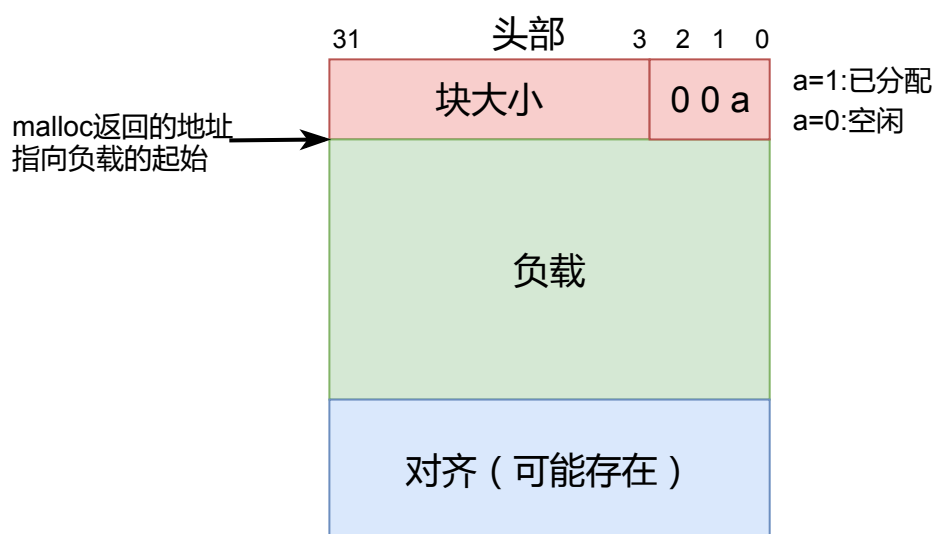 头部
31 3 2 1 0
块大小 0 0 a
a=1:已分配
a=0:空闲
malloc返回的地址
指向负载的起始
负载
对齐（可能存在）